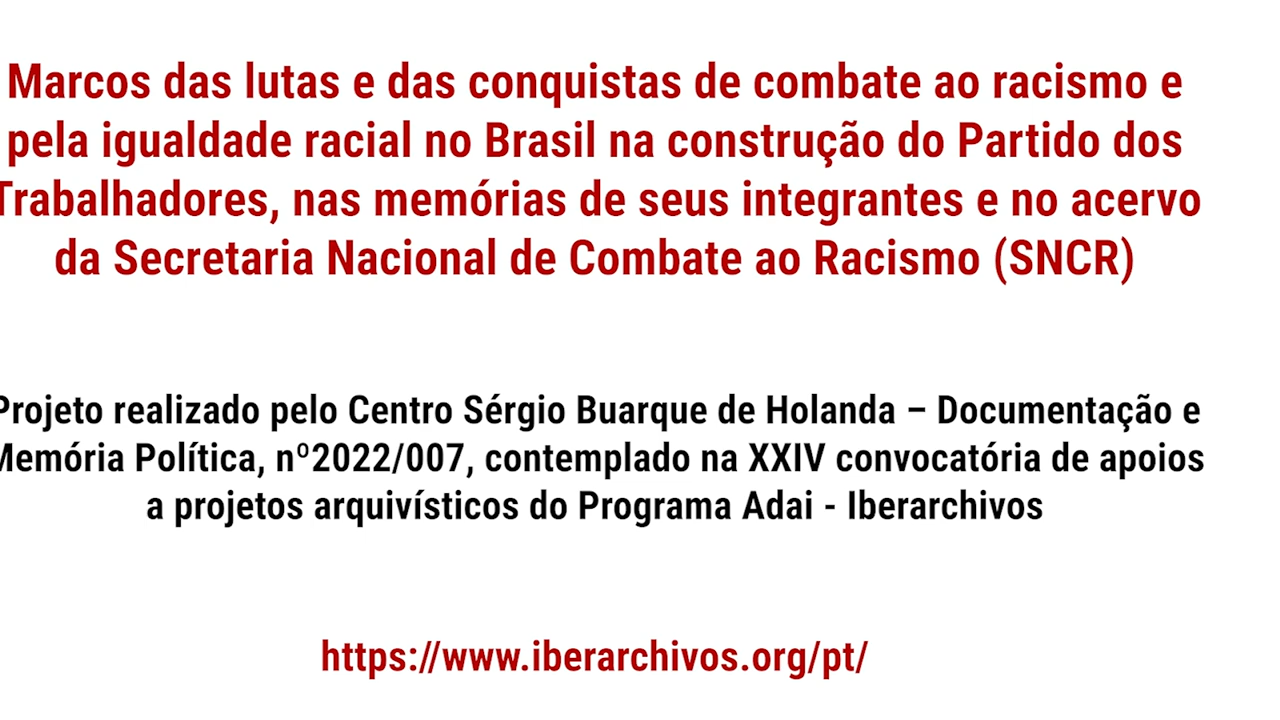 Marcos das lutas e das conquistas de combate ao racismo e
pela igualdade racial no Brasil na construção do Partido dos
Trabalhadores, nas memórias de seus integrantes e no acervo
da Secretaria Nacional de Combate ao Racismo (SNCR)
Projeto realizado pelo Centro Sérgio Buarque de Holanda – Documentação e
Memória Política, nº2022/007, contemplado na XXIV convocatória de apoios
a projetos arquivísticos do Programa Adai - Iberarchivos
https://www.iberarchivos.org/pt/